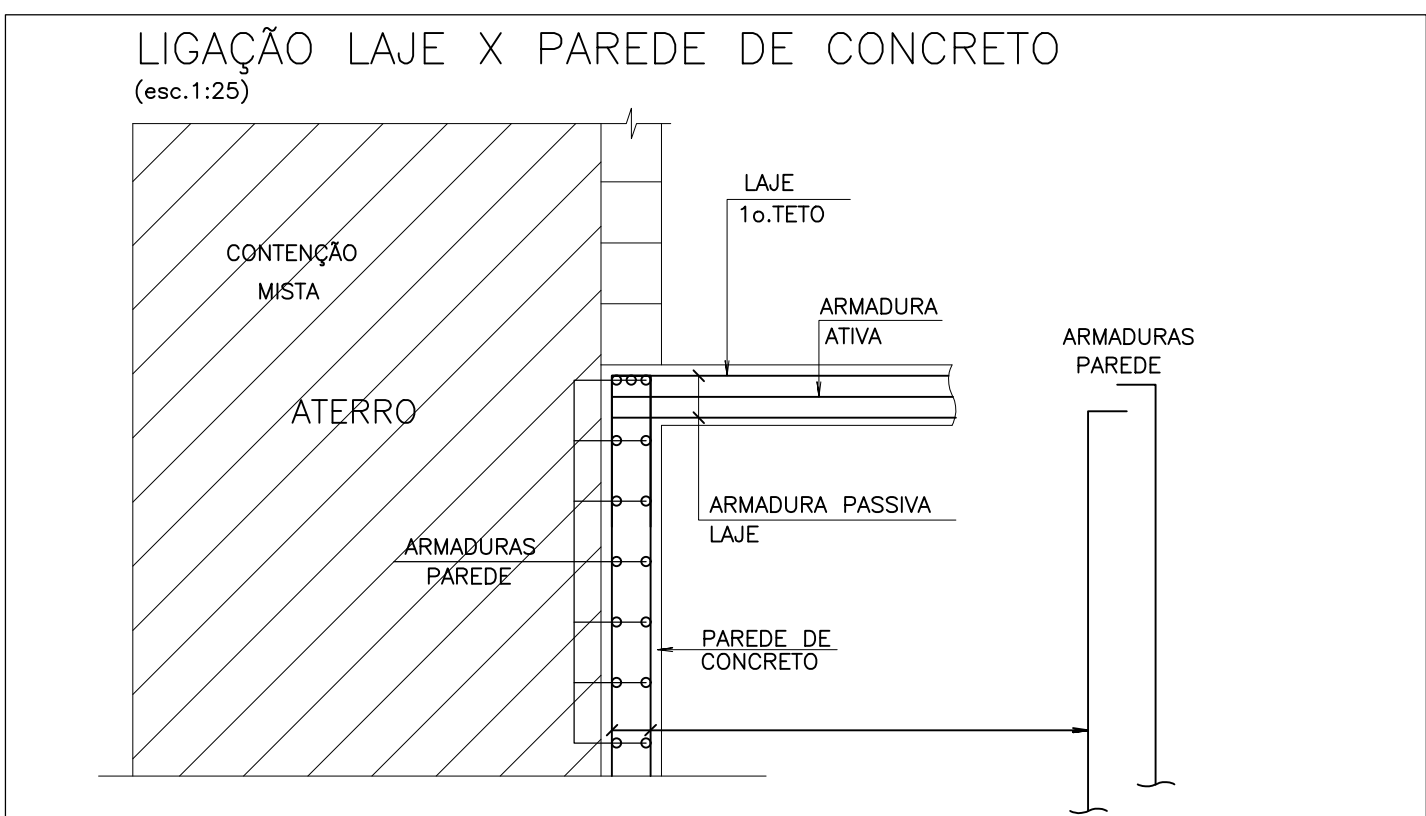 LIGAÇÃO LAJE X PAREDE DE CONCRETO
(esc.1:25)
LAJE
1o.TETO
CONTENÇÃO
MISTA
ARMADURA
ATIVA
ARMADURAS
PAREDE
ATERRO
ARMADURA PASSIVA
LAJE
ARMADURAS
PAREDE
PAREDE DE
CONCRETO